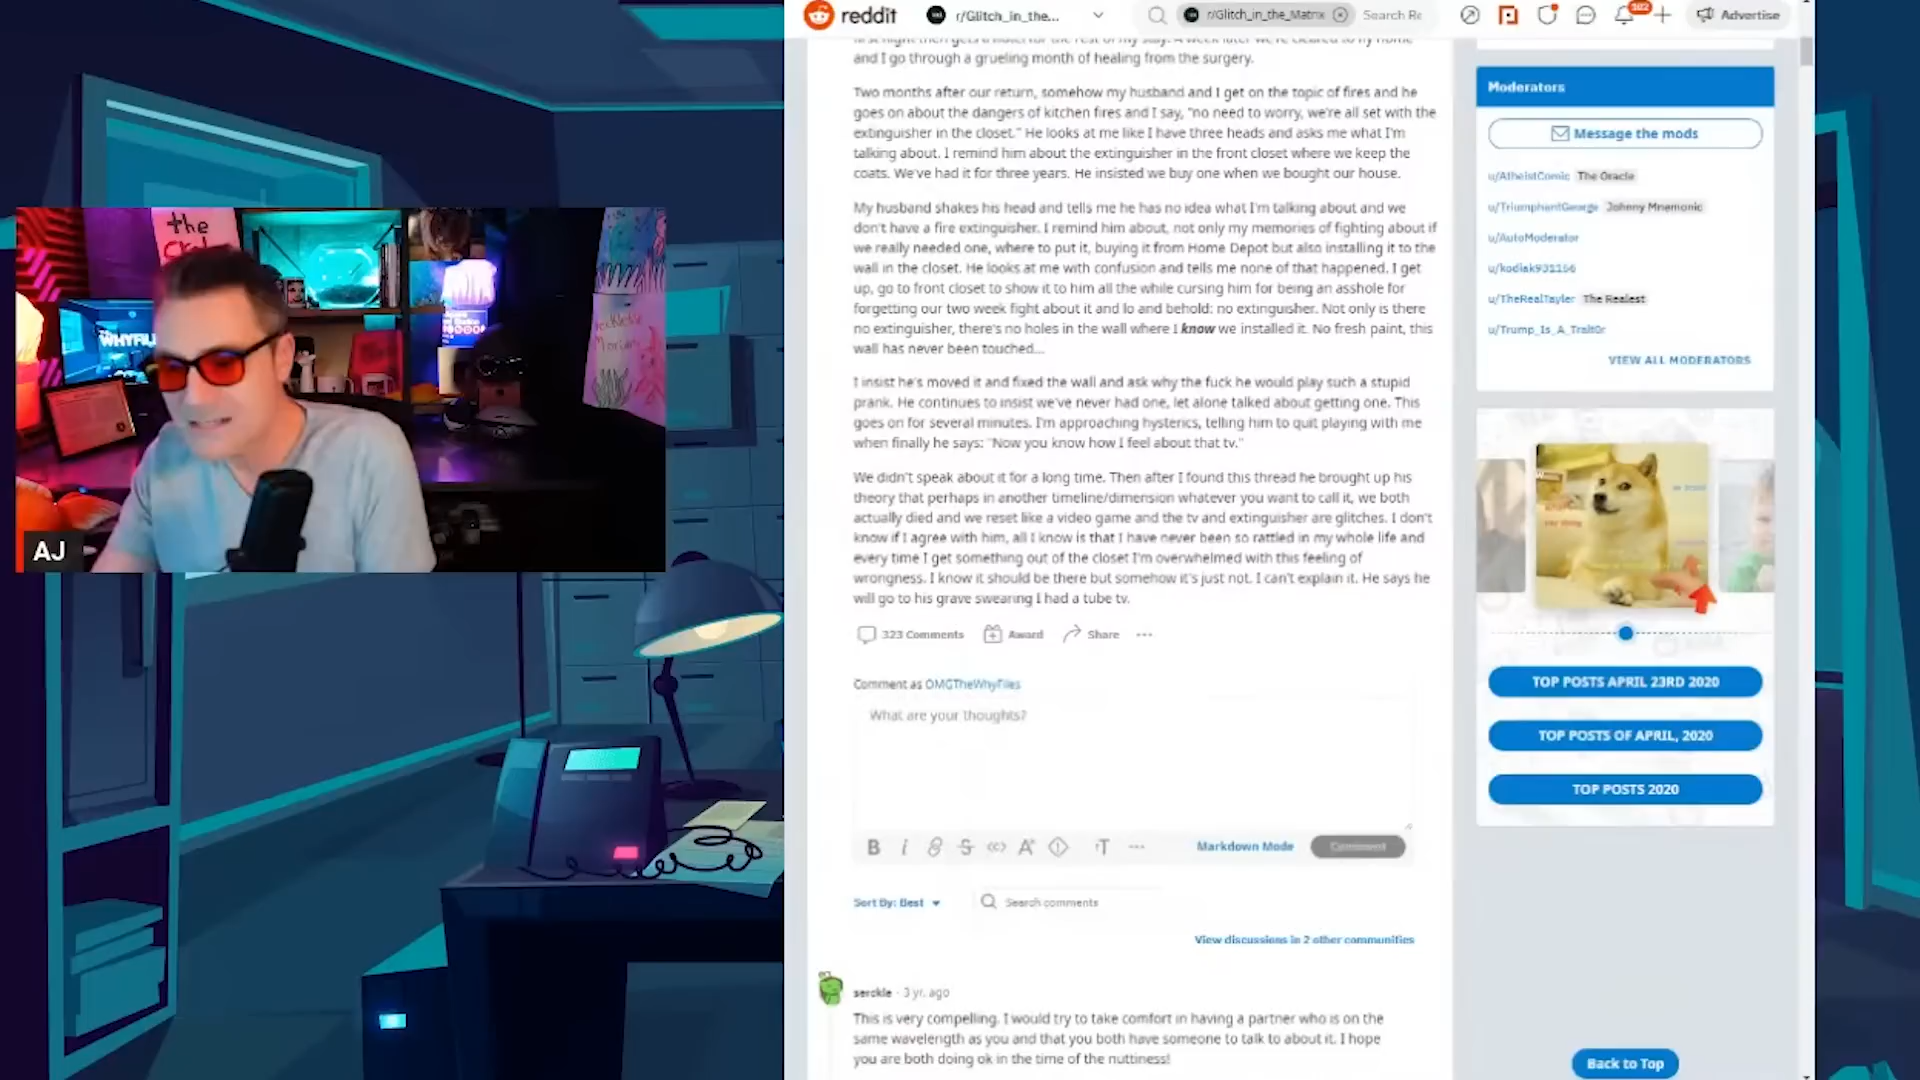 reddit
r/Glitch_in_the...
r/Glitch_in_the_Matrix
Search Re
Advertise
and I go through a grueling month of healing from the surgery.
Two months after our return, somehow my husband and I get on the topic of fires and he
goes on about the dangers of kitchen fires and I say, "no need to worry, we're all set with the
extinguisher in the closet." He looks at me like I have three heads and asks me what I'm
talking about. I remind him about the extinguisher in the front closet where we keep the
coats. We've had it for three years. He insisted we buy one when we bought our house.
My husband shakes his head and tells me he has no idea what I'm talking about and we
don't have a fire extinguisher. I remind him about, not only my memories of fighting about if
we really needed one, where to put it, buying it from Home Depot but also installing it to the
wall in the closet. He looks at me with confusion and tells me none of that happened. I get
up, go to front closet to show it to him all the while cursing him for being an asshole for
forgetting our two week fight about it and lo and behold: no extinguisher. Not only is there
no extinguisher, there's no holes in the wall where I know we installed it. No fresh paint, this
wall has never been touched...
I insist he's moved it and fixed the wall and ask why the fuck he would play such a stupid
prank. He continues to insist we've never had one, let alone talked about getting one. This
goes on for several minutes. I'm approaching hysterics, telling him to quit playing with me
when finally he says: "Now you know how I feel about that tv."
We didn't speak about it for a long time. Then after I found this thread he brought up his
theory that perhaps in another timeline/dimension whatever you want to call it, we both
actually died and we reset like a video game and the tv and extinguisher are glitches. I don't
know if I agree with him, all I know is that I have never been so rattled in my whole life and
every time I get something out of the closet I'm overwhelmed with this feeling of
wrongness. I know it should be there but somehow it's just not. I can't explain it. He says he
will go to his grave swearing I had a tube tv.
323 Comments Award Share ...
Comment as OMGTheWhyFiles
What are your thoughts?
B i S A T ...
Markdown Mode
Comment
Sort By: Best
Search comments
View discussions in 2 other communities
serckle · 3 yr. ago
This is very compelling. I would try to take comfort in having a partner who is on the
same wavelength as you and that you both have someone to talk to about it. I hope
you are both doing ok in the time of the nuttiness!
Moderators
Message the mods
u/AtheistComic The Oracle
u/TriumphantGeorge Johnny Mnemonic
u/AutoModerator
u/kodiak931156
u/TheRealTayler The Realest
u/Trump_Is_A_Trait0r
VIEW ALL MODERATORS
TOP POSTS APRIL 23RD 2020
TOP POSTS OF APRIL, 2020
TOP POSTS 2020
Back to Top
the
WHYFIL
AJ